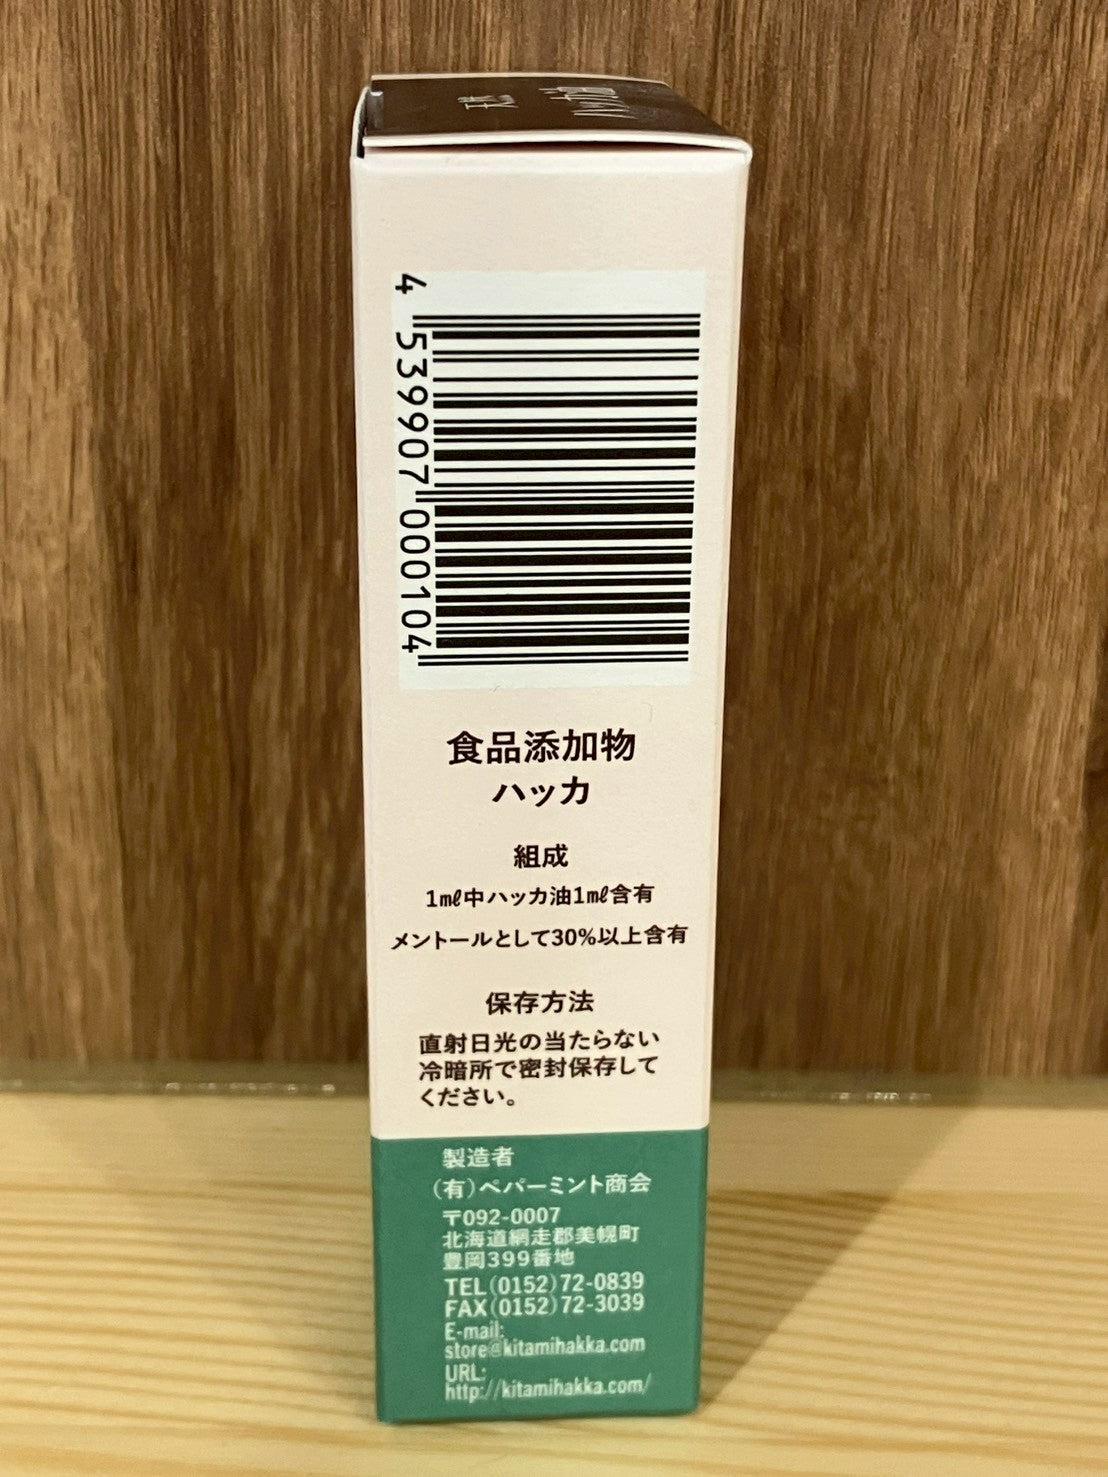 天然
ハッカ油
4 539907 000104
食品添加物
ハッカ
組成
1㎖中ハッカ油1㎖含有
メントールとして30%以上含有
保存方法
直射日光の当たらない
冷暗所で密封保存して
ください。
製造者
(有)ペパーミント商会
〒092-0007
北海道網走郡美幌町
豊岡399番地
TEL(0152)72-0839
FAX(0152)72-3039
E-mail:
store@kitamihakka.com
URL:
http://kitamihakka.com/